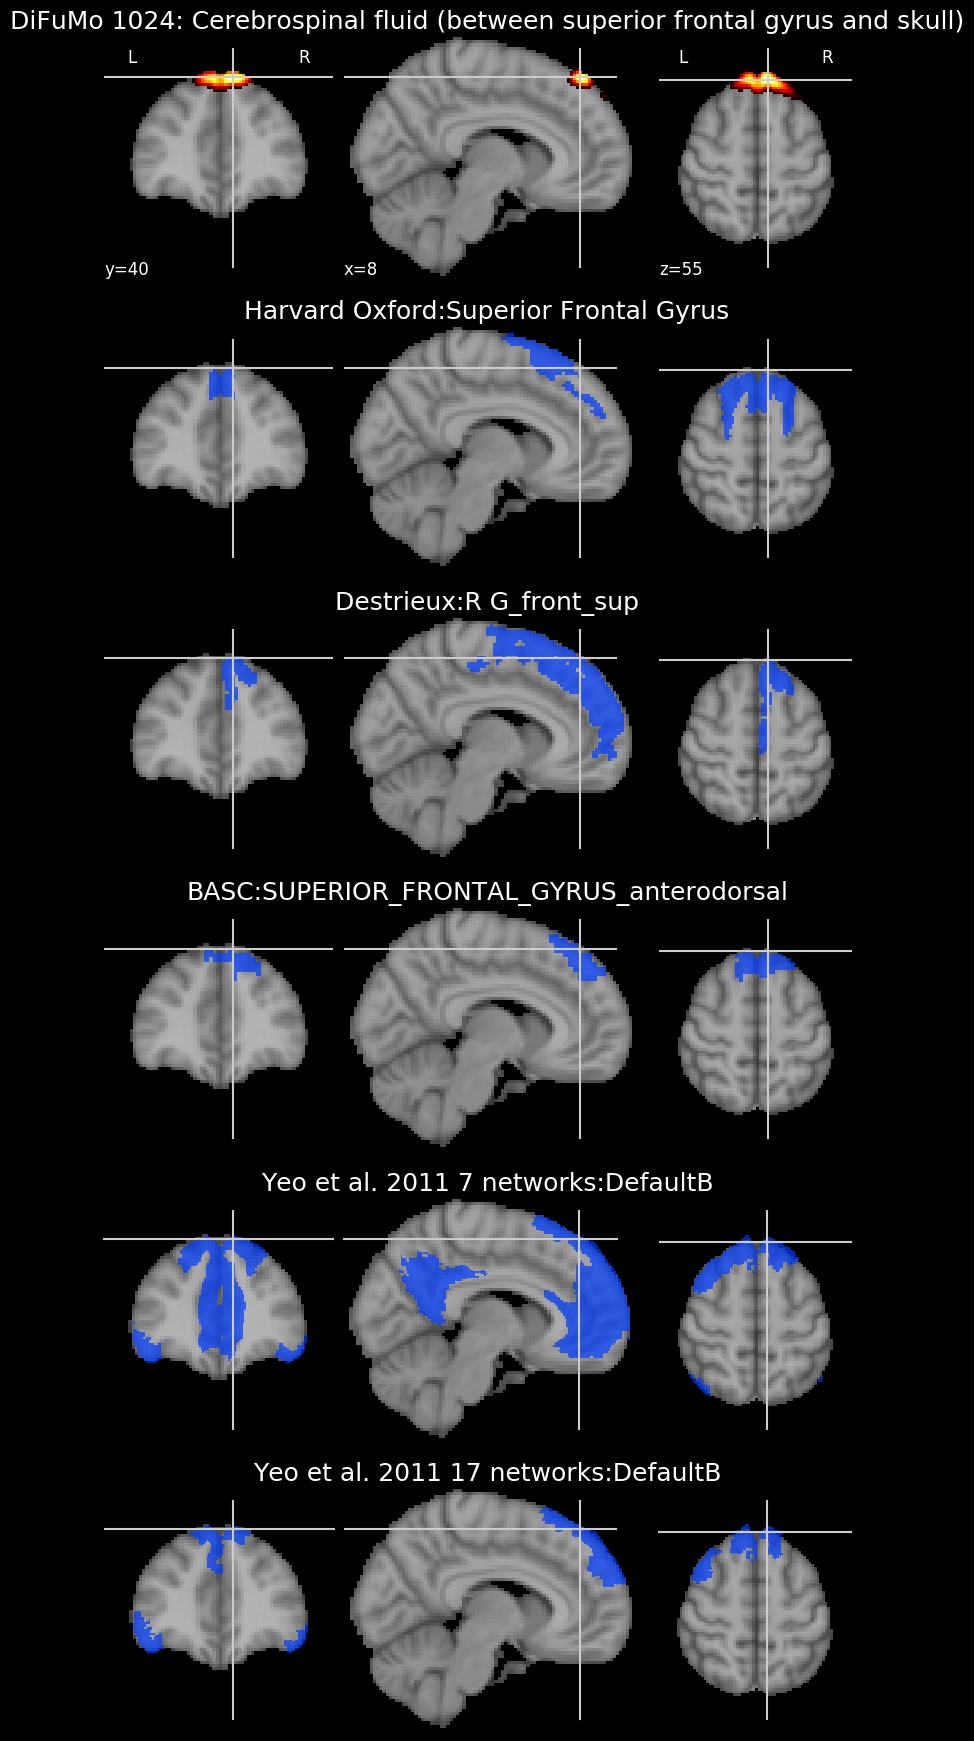 DiFuMo 1024: Cerebrospinal fluid (between superior frontal gyrus and skull)
L R L R
y=40 x=8 z=55
Harvard Oxford:Superior Frontal Gyrus
Destrieux:R G_front_sup
BASC:SUPERIOR_FRONTAL_GYRUS_anterodorsal
Yeo et al. 2011 7 networks:DefaultB
Yeo et al. 2011 17 networks:DefaultB